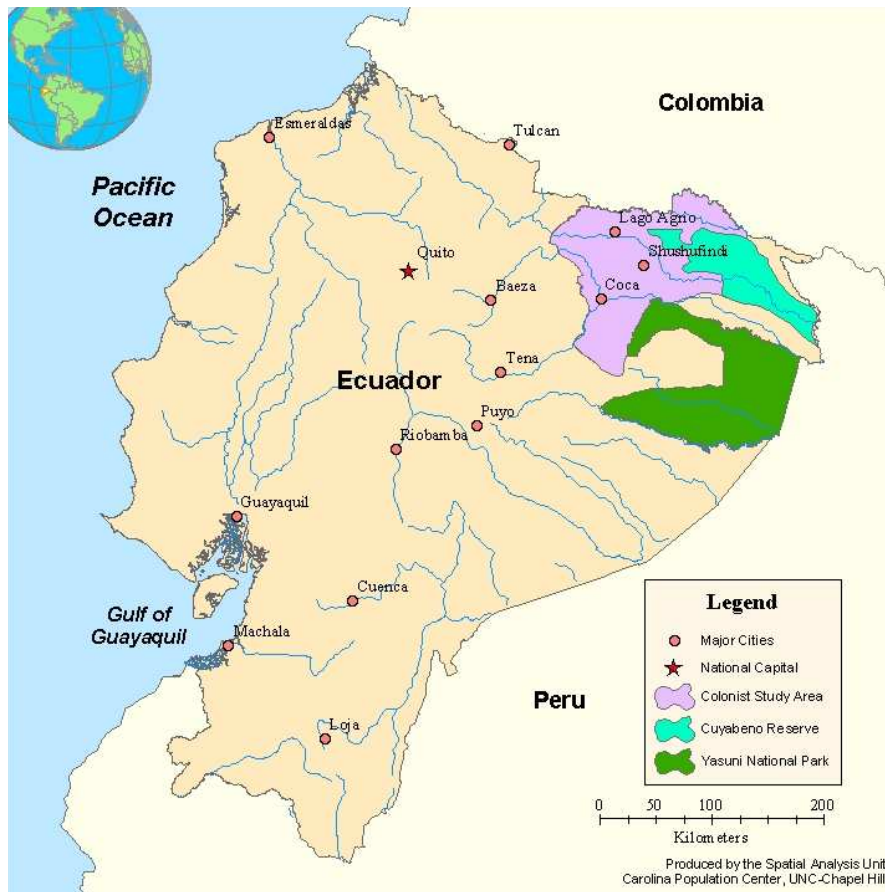 Colombia
Esmeraldas
Tulcan
Pacific
Ocean
Lago Agrio
Shushufindi
Quito
Baeza
Coca
Tena
Ecuador
Puyo
Riobamba
Guayaquil
Cuenca
Gulf of
Guayaquil
Machala
Peru
Loja
Legend
Major Cities
National Capital
Colonist Study Area
Cuyabeno Reserve
Yasuni National Park
0 50 100 200
Kilometers
Produced by the Spatial Analysis Unit
Carolina Population Center, UNC-Chapel Hill